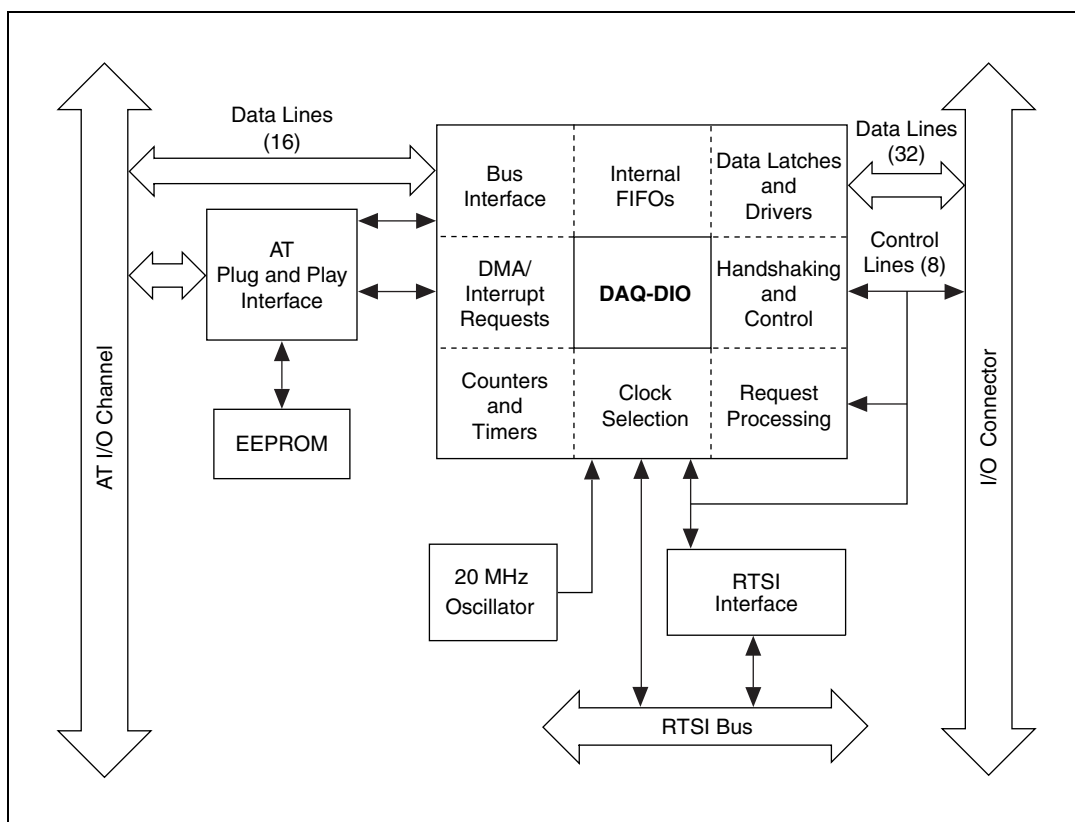 Data Lines
(16)
Data Lines
(32)
Bus
Interface
Internal
FIFOs
Data Latches
and
Drivers
AT
Plug and Play
Interface
DMA/
Interrupt
Requests
DAQ-DIO
Handshaking
and
Control
Control
Lines (8)
Counters
and
Timers
Clock
Selection
Request
Processing
EEPROM
AT I/O Channel
I/O Connector
20 MHz
Oscillator
RTSI
Interface
RTSI Bus